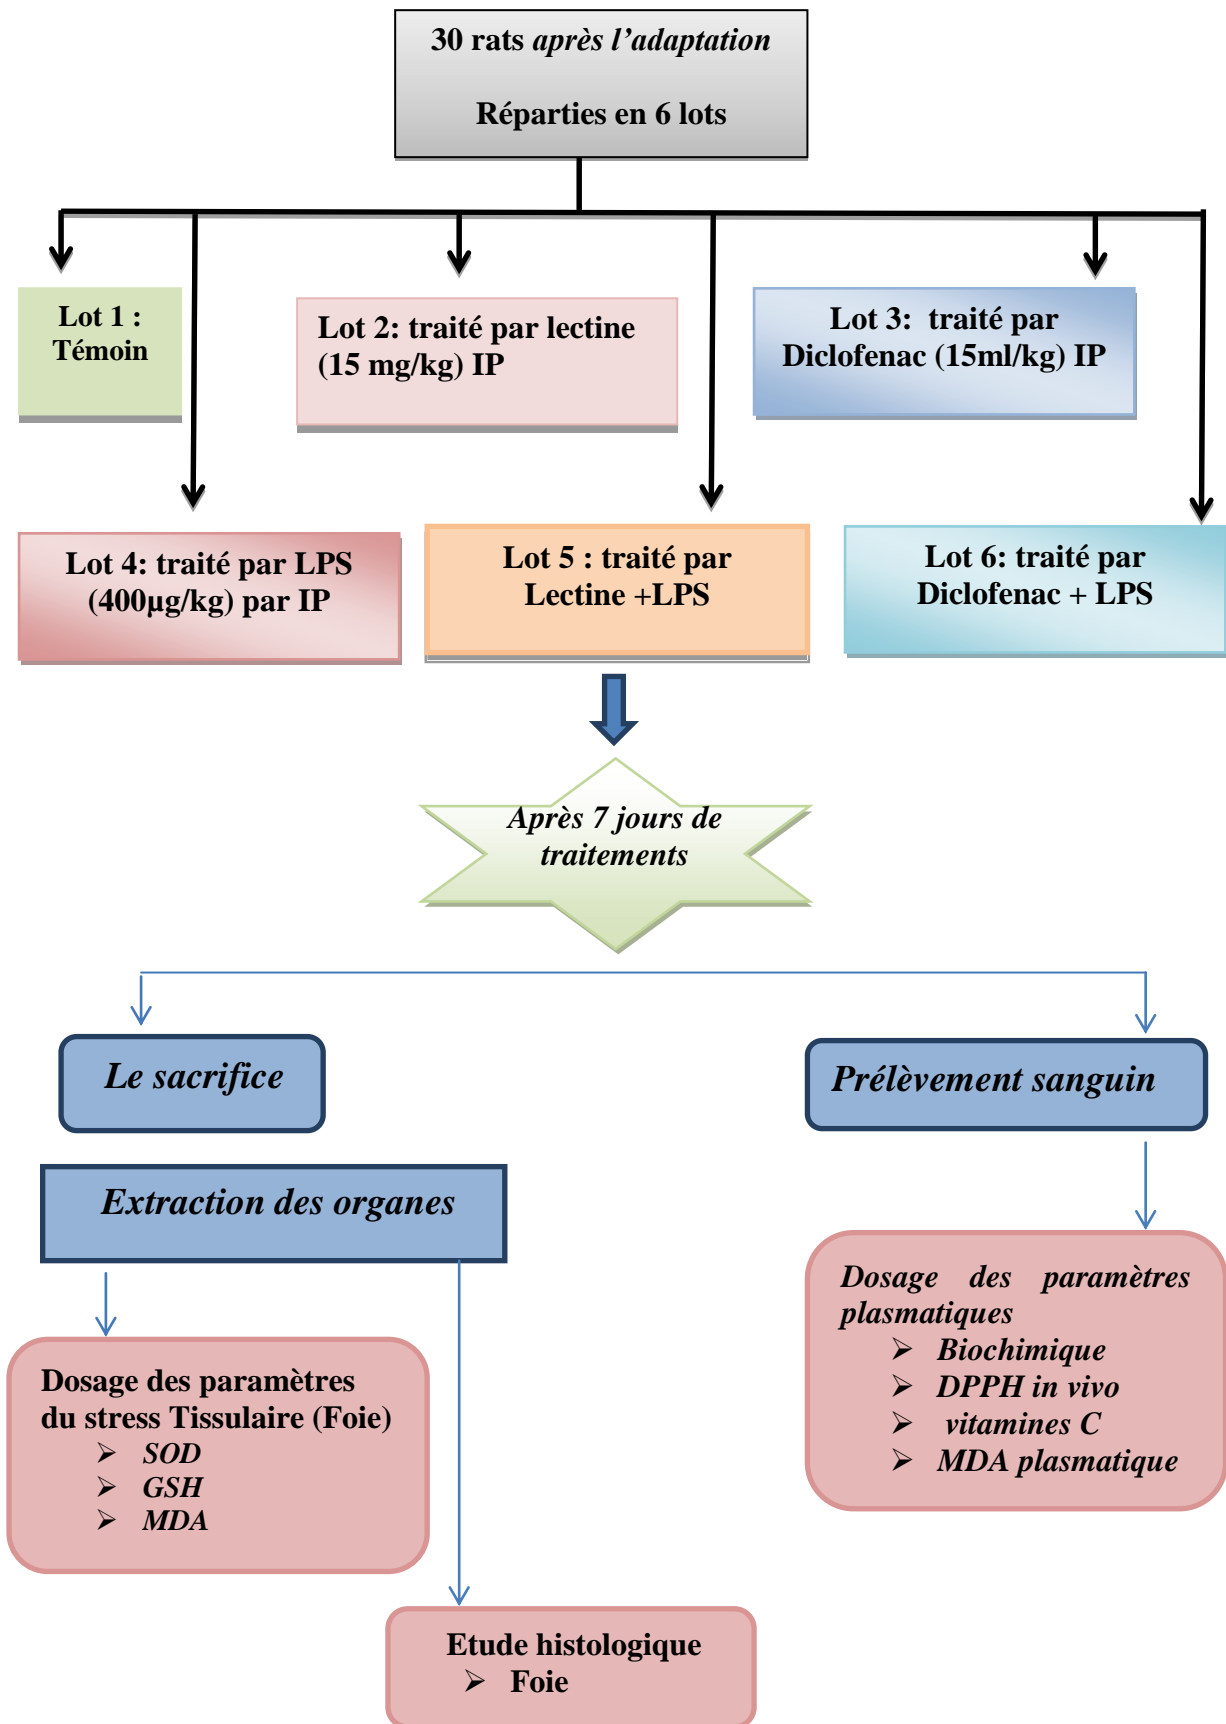 30 rats après l’adaptation
Réparties en 6 lots
Lot 1 :
Témoin
Lot 2: traité par lectine
(15 mg/kg) IP
Lot 3: traité par
Diclofenac (15ml/kg) IP
Lot 4: traité par LPS
(400µg/kg) par IP
Lot 5 : traité par
Lectine +LPS
Lot 6: traité par
Diclofenac + LPS
Après 7 jours de
traitements
Le sacrifice
Prélèvement sanguin
Extraction des organes
Dosage des paramètres
plasmatiques
➢ Biochimique
➢ DPPH in vivo
➢ vitamines C
➢ MDA plasmatique
Dosage des paramètres
du stress Tissulaire (Foie)
➢ SOD
➢ GSH
➢ MDA
Etude histologique
➢ Foie